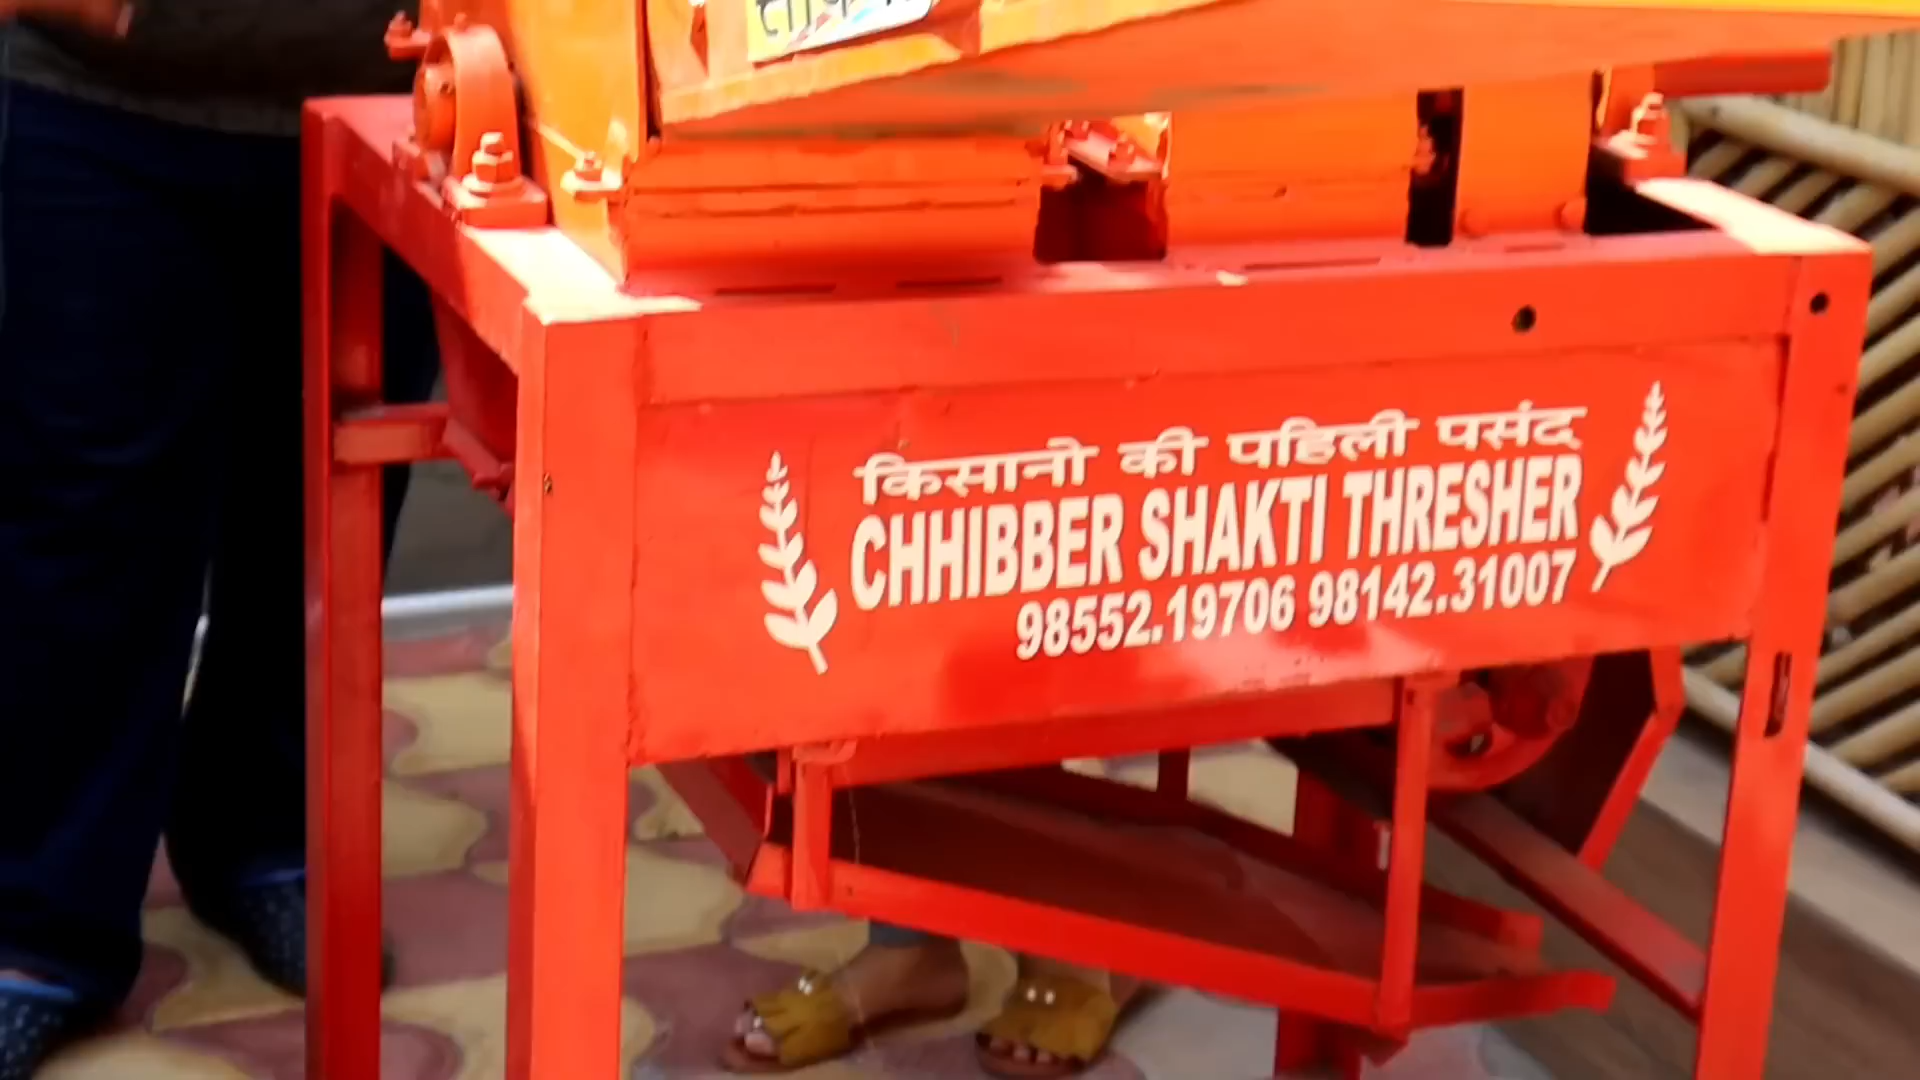 किसानो की पहिली पसंद
CHHIBBER SHAKTI THRESHER
98552.19706 98142.31007